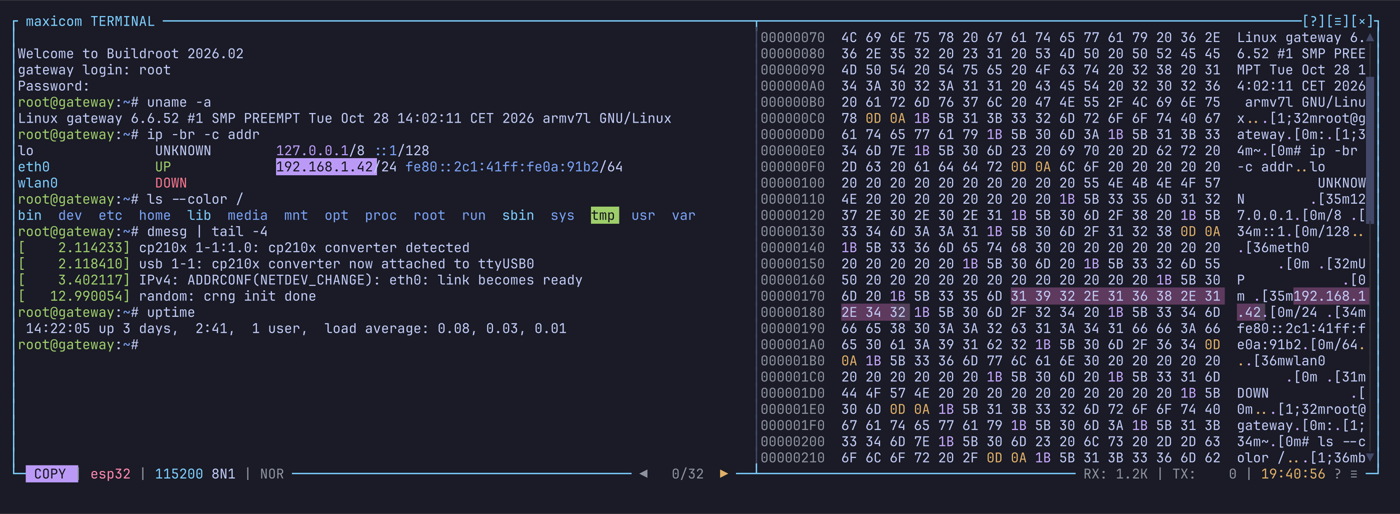 maxicom TERMINAL
[?][≡][×]
Welcome to Buildroot 2026.02
gateway login: root
Password:
root@gateway:~# uname -a
Linux gateway 6.6.52 #1 SMP PREEMPT Tue Oct 28 14:02:11 CET 2026 armv7l GNU/Linux
root@gateway:~# ip -br -c addr
lo               UNKNOWN        127.0.0.1/8 ::1/128
eth0             UP             192.168.1.42/24 fe80::2c1:41ff:fe0a:91b2/64
wlan0            DOWN
root@gateway:~# ls --color /
bin  dev  etc  home  lib  media  mnt  opt  proc  root  run  sbin  sys  tmp  usr  var
root@gateway:~# dmesg | tail -4
[    2.114233] cp210x 1-1:1.0: cp210x converter detected
[    2.118410] usb 1-1: cp210x converter now attached to ttyUSB0
[    3.402117] IPv4: ADDRCONF(NETDEV_CHANGE): eth0: link becomes ready
[   12.990054] random: crng init done
root@gateway:~# uptime
 14:22:05 up 3 days,  2:41,  1 user,  load average: 0.08, 0.03, 0.01
root@gateway:~#
00000070  4C 69 6E 75 78 20 67 61 74 65 77 61 79 20 36 2E  Linux gateway 6.
00000080  36 2E 35 32 20 23 31 20 53 4D 50 20 50 52 45 45  6.52 #1 SMP PREE
00000090  4D 50 54 20 54 75 65 20 4F 63 74 20 32 38 20 31  MPT Tue Oct 28 1
000000A0  34 3A 30 32 3A 31 31 20 43 45 54 20 32 30 32 36  4:02:11 CET 2026
000000B0  20 61 72 6D 76 37 6C 20 47 4E 55 2F 4C 69 6E 75   armv7l GNU/Linu
000000C0  78 0D 0A 1B 5B 31 3B 33 32 6D 72 6F 6F 74 40 67  x...[1;32mroot@g
000000D0  61 74 65 77 61 79 1B 5B 30 6D 3A 1B 5B 31 3B 33  ateway.[0m:.[1;3
000000E0  34 6D 7E 1B 5B 30 6D 23 20 69 70 20 2D 62 72 20  4m~.[0m# ip -br
000000F0  2D 63 20 61 64 64 72 0D 0A 6C 6F 20 20 20 20 20  -c addr..lo
00000100  20 20 20 20 20 20 20 20 20 20 55 4E 4B 4E 4F 57            UNKNOW
00000110  4E 20 20 20 20 20 20 20 20 1B 5B 33 35 6D 31 32  N        .[35m12
00000120  37 2E 30 2E 30 2E 31 1B 5B 30 6D 2F 38 20 1B 5B  7.0.0.1.[0m/8 .[
00000130  33 34 6D 3A 3A 31 1B 5B 30 6D 2F 31 32 38 0D 0A  34m::1.[0m/128..
00000140  1B 5B 33 36 6D 65 74 68 30 20 20 20 20 20 20 20  .[36meth0
00000150  20 20 20 20 20 1B 5B 30 6D 20 1B 5B 33 32 6D 55       .[0m .[32mU
00000160  50 20 20 20 20 20 20 20 20 20 20 20 20 1B 5B 30  P            .[0
00000170  6D 20 1B 5B 33 35 6D 31 39 32 2E 31 36 38 2E 31  m .[35m192.168.1
00000180  2E 34 32 1B 5B 30 6D 2F 32 34 20 1B 5B 33 34 6D  .42.[0m/24 .[34m
00000190  66 65 38 30 3A 3A 32 63 31 3A 34 31 66 66 3A 66  fe80::2c1:41ff:f
000001A0  65 30 61 3A 39 31 62 32 1B 5B 30 6D 2F 36 34 0D  e0a:91b2.[0m/64.
000001B0  0A 1B 5B 33 36 6D 77 6C 61 6E 30 20 20 20 20 20  ..[36mwlan0
000001C0  20 20 20 20 20 20 1B 5B 30 6D 20 1B 5B 33 31 6D        .[0m .[31m
000001D0  44 4F 57 4E 20 20 20 20 20 20 20 20 20 20 1B 5B  DOWN          .[
000001E0  30 6D 0D 0A 1B 5B 31 3B 33 32 6D 72 6F 6F 74 40  0m...[1;32mroot@
000001F0  67 61 74 65 77 61 79 1B 5B 30 6D 3A 1B 5B 31 3B  gateway.[0m:.[1;
00000200  33 34 6D 7E 1B 5B 30 6D 23 20 6C 73 20 2D 2D 63  34m~.[0m# ls --c
00000210  6F 6C 6F 72 20 2F 0D 0A 1B 5B 31 3B 33 36 6D 62  olor /...[1;36mb
COPY  esp32 | 115200 8N1 | NOR  ◄  0/32  ►  RX: 1.2K | TX:    0 | 19:40:56 ? ≡